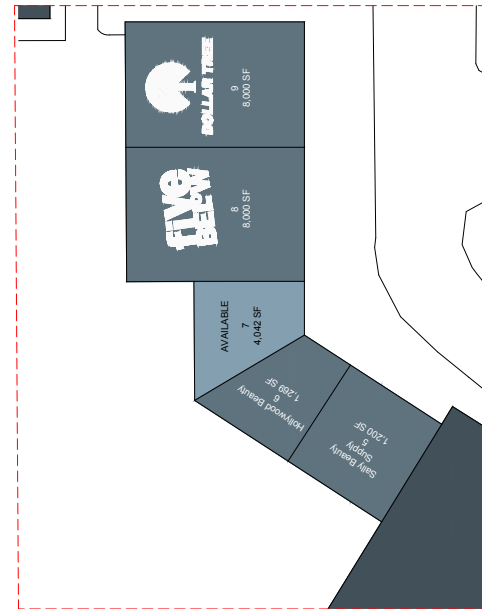 DOLLAR TREE
9
8,000 SF
five
BEL°W
8
8,000 SF
AVAILABLE
7
4,042 SF
Hollywood Beauty
6
1,269 SF
Sally Beauty
Supply
5
1,200 SF